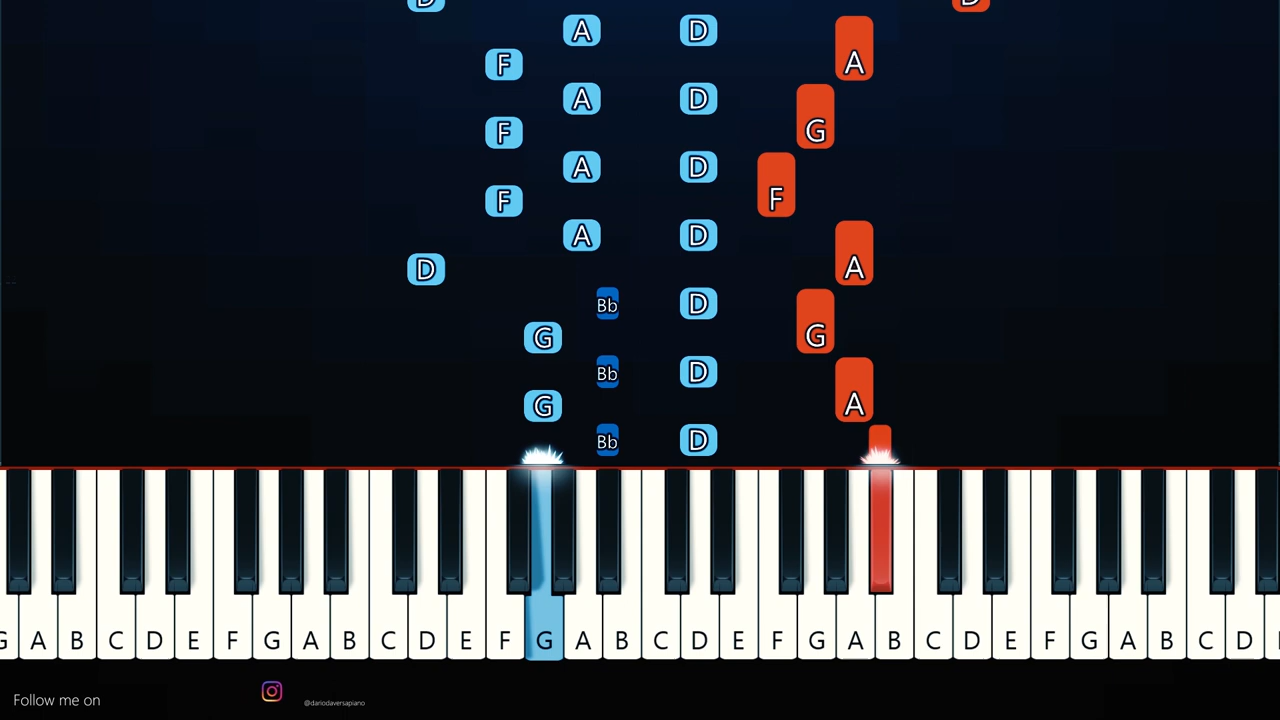 D D
A D
F A
A D
G
F
A D
F
F
A D
A
D
Bb D
G G
Bb D
G A
Bb D
G A B C D E F G A B C D E F G A B C D E F G A B C D E F G A B C D
Follow me on @dariodaversapiano